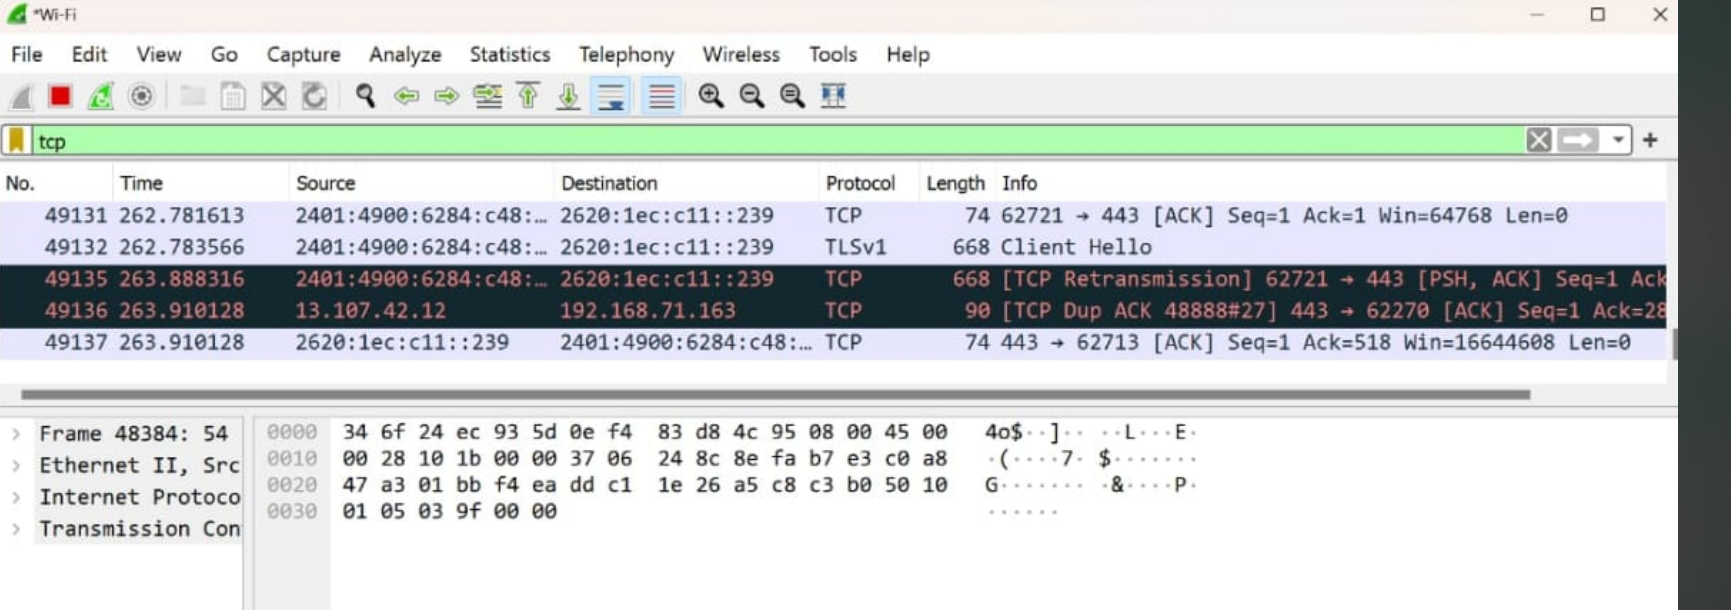 *Wi-Fi
File Edit View Go Capture Analyze Statistics Telephony Wireless Tools Help
tcp
No. Time Source Destination Protocol Length Info
49131 262.781613 2401:4900:6284:c48:… 2620:1ec:c11::239 TCP 74 62721 → 443 [ACK] Seq=1 Ack=1 Win=64768 Len=0
49132 262.783566 2401:4900:6284:c48:… 2620:1ec:c11::239 TLSv1 668 Client Hello
49135 263.888316 2401:4900:6284:c48:… 2620:1ec:c11::239 TCP 668 [TCP Retransmission] 62721 → 443 [PSH, ACK] Seq=1 Ack
49136 263.910128 13.107.42.12 192.168.71.163 TCP 90 [TCP Dup ACK 48888#27] 443 → 62270 [ACK] Seq=1 Ack=28
49137 263.910128 2620:1ec:c11::239 2401:4900:6284:c48:… TCP 74 443 → 62713 [ACK] Seq=1 Ack=518 Win=16644608 Len=0
Frame 48384: 54
Ethernet II, Src
Internet Protoco
Transmission Con
0000 34 6f 24 ec 93 5d 0e f4 83 d8 4c 95 08 00 45 00 4o$··]·· ··L···E·
0010 00 28 10 1b 00 00 37 06 24 8c 8e fa b7 e3 c0 a8 ·(····7· $·······
0020 47 a3 01 bb f4 ea dd c1 1e 26 a5 c8 c3 b0 50 10 G······· ·&····P·
0030 01 05 03 9f 00 00 ······